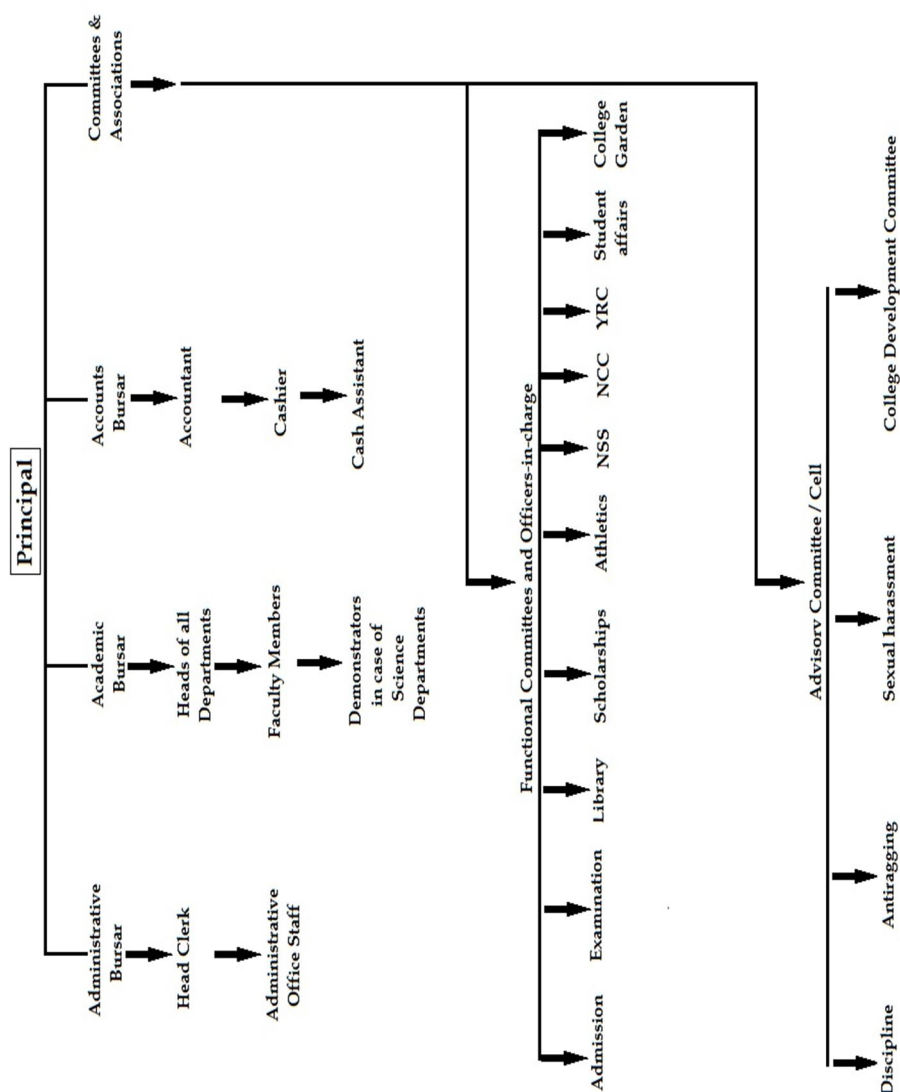 Principal
Administrative
Bursar
Academic
Bursar
Accounts
Bursar
Committees &
Associations
Head Clerk
Heads of all
Departments
Accountant
Administrative
Office Staff
Faculty Members
Cashier
Demonstrators
in case of
Science
Departments
Cash Assistant
Functional Committees and Officers-in-charge
Admission
Examunation
Library
Scholarships
Athletics
NSS
NCC
YRC
Student
affairs
College
Garden
Advisory Committee / Cell
Discipline
Antiragging
Sexual harassment
College Development Committee